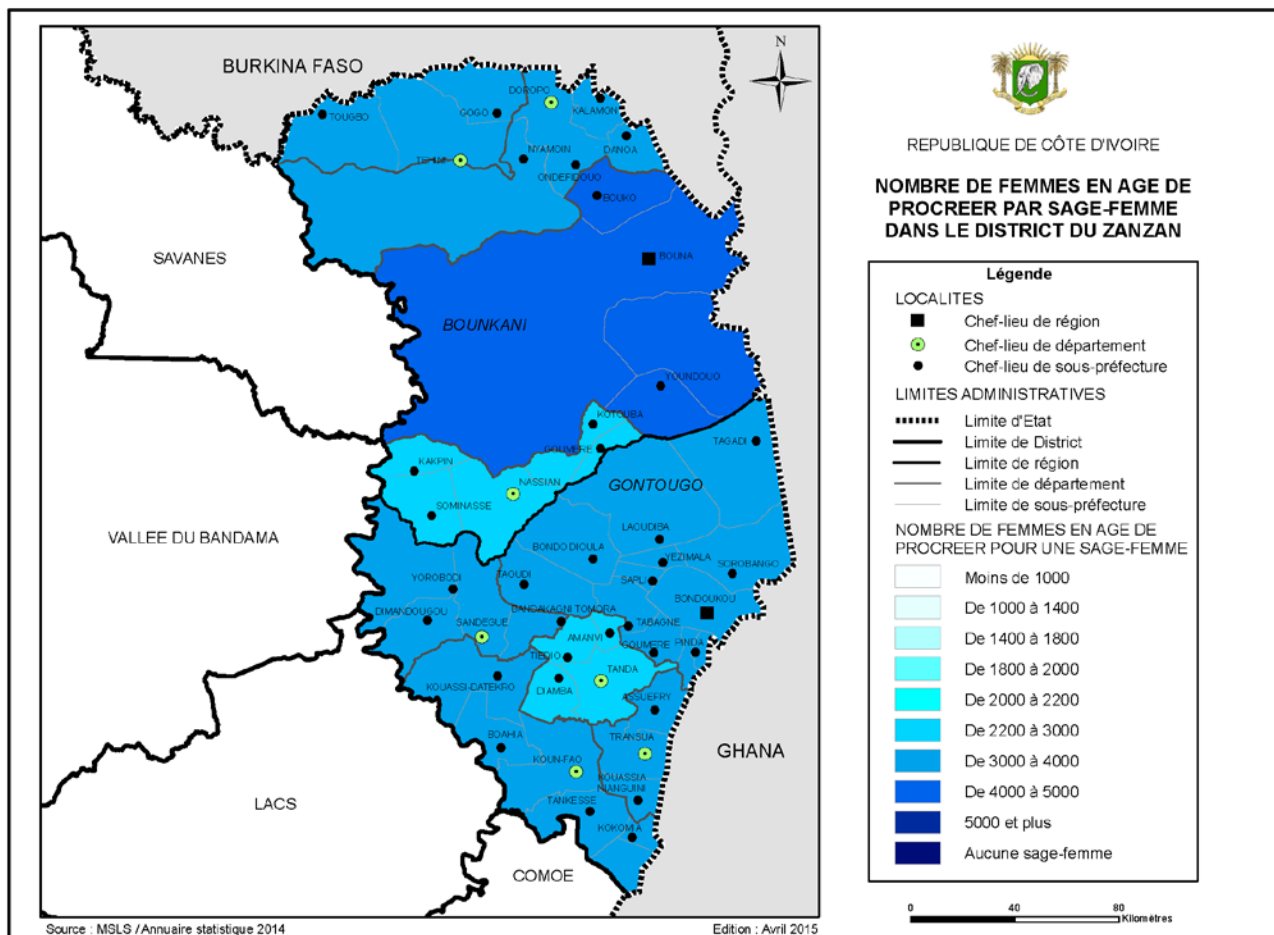 BURKINA FASO
N
DOROPO
KALAMON
TOUGBO
GOGO
DANOA
NYAMOIN
TEHINI
ONDEFIDOUO
BOUKO
SAVANES
BOUNA
BOUNKANI
YOUNDOUO
KOTOUBA
TAGADI
GOUMERE
KAKPIN
NASSIAN
GONTOUGO
SOMINASSE
LAOUDIBA
VALLEE DU BANDAMA
BONDO DIOULA
YEZIMALA
SOROBANGO
YOROBODI
TAOUDI
SAPLI
BONDOUKOU
DIMANDOUGOU
BANDAKAGNI TOMORA
SANDEGUE
TABAGNE
AMANVI
GOUMERE
PINDA
TIEDIO
TANDA
KOUASSI-DATEKRO
DIAMBA
ASSUEFRY
BOAHIA
TRANSUA
GHANA
KOUN-FAO
KOUASSIA
NIANGUINI
LACS
TANKESSE
KOKOMIA
COMOE
Source : MSLS / Annuaire statistique 2014
Edition : Avril 2015
REPUBLIQUE DE CÔTE D'IVOIRE
NOMBRE DE FEMMES EN AGE DE
PROCREER PAR SAGE-FEMME
DANS LE DISTRICT DU ZANZAN
Légende
LOCALITES
Chef-lieu de région
Chef-lieu de département
Chef-lieu de sous-préfecture
LIMITES ADMINISTRATIVES
Limite d'Etat
Limite de District
Limite de région
Limite de département
Limite de sous-préfecture
NOMBRE DE FEMMES EN AGE DE
PROCREER POUR UNE SAGE-FEMME
Moins de 1000
De 1000 à 1400
De 1400 à 1800
De 1800 à 2000
De 2000 à 2200
De 2200 à 3000
De 3000 à 4000
De 4000 à 5000
5000 et plus
Aucune sage-femme
0 40 80
Kilométres